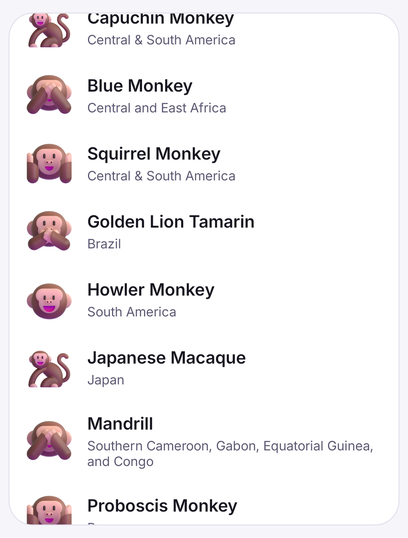 Capuchin Monkey
Central & South America
Blue Monkey
Central and East Africa
Squirrel Monkey
Central & South America
Golden Lion Tamarin
Brazil
Howler Monkey
South America
Japanese Macaque
Japan
Mandrill
Southern Cameroon, Gabon, Equatorial Guinea,
and Congo
Proboscis Monkey